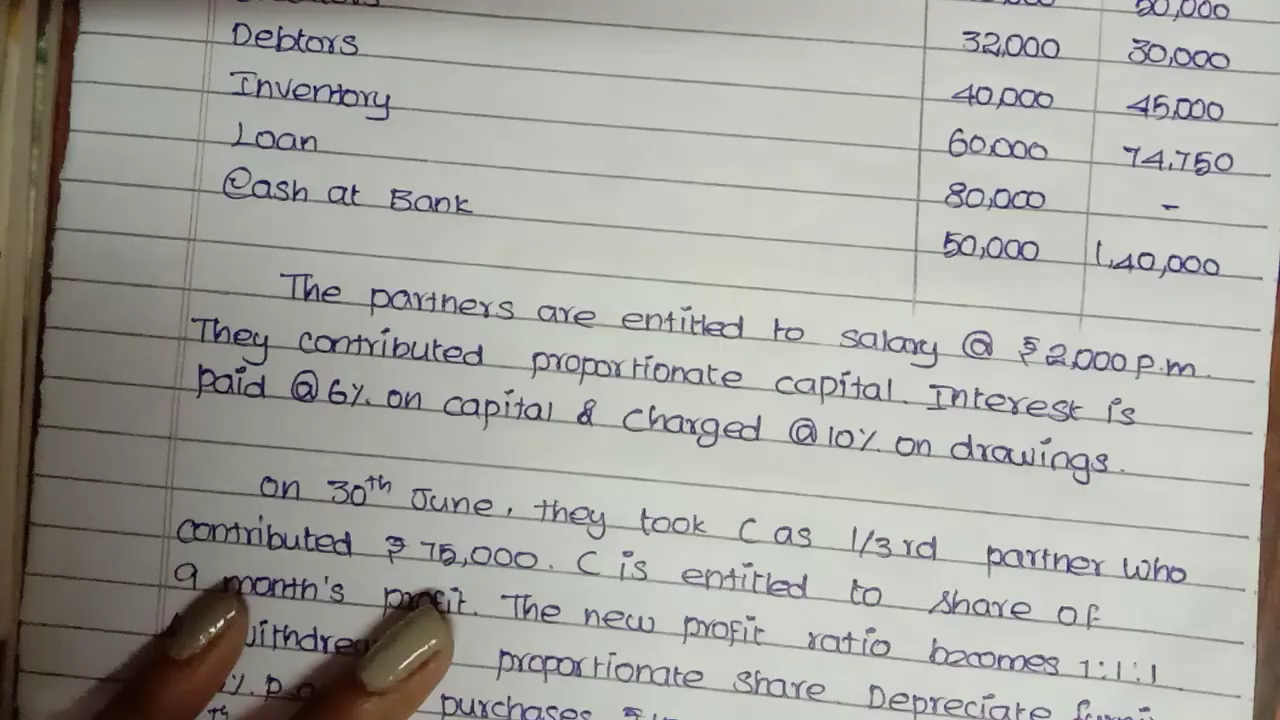 50,000
Debtors 32,000 30,000
Inventory 40,000 45,000
Loan 60,000 74,750
Cash at Bank 80,000 -
50,000 1,40,000
The partners are entitled to salary @ ₹2,000 p.m.
They contributed proportionate capital. Interest is
paid @ 6% on capital & charged @ 10% on drawings.
on 30th June, they took C as 1/3rd partner who
contributed ₹ 75,000. C is entitled to share of
9 month's profit. The new profit ratio becomes 1:1:1
proportionate share Depreciate
purchases